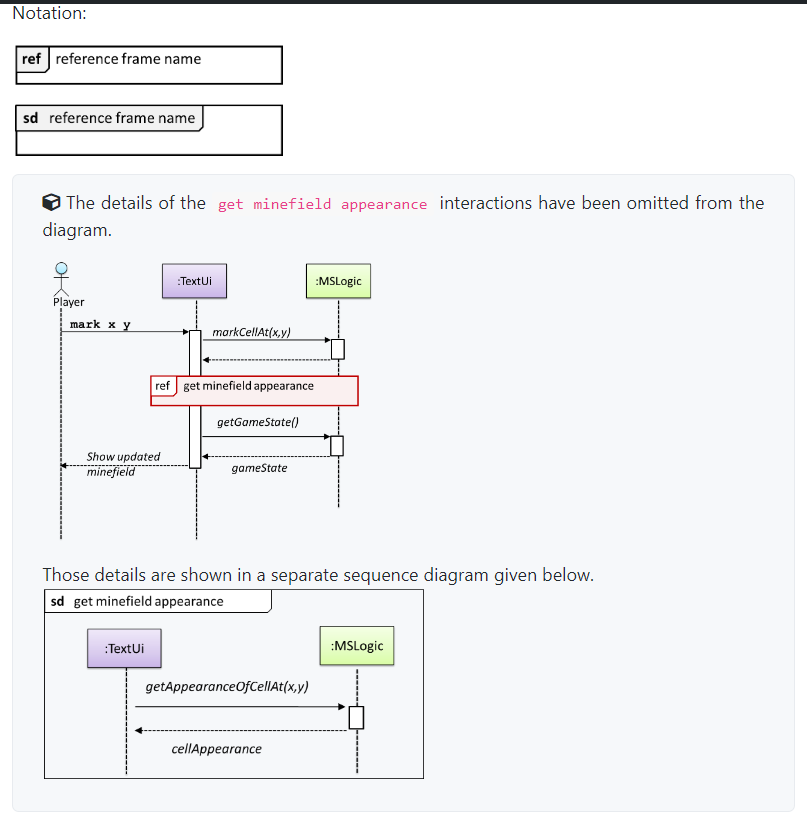 Notation:
ref reference frame name
sd reference frame name
The details of the get minefield appearance interactions have been omitted from the
diagram.
:TextUi
:MSLogic
Player
mark x y
markCellAt(x,y)
ref get minefield appearance
getGameState()
Show updated
minefield
gameState
Those details are shown in a separate sequence diagram given below.
sd get minefield appearance
:TextUi
:MSLogic
getAppearanceOfCellAt(x,y)
cellAppearance